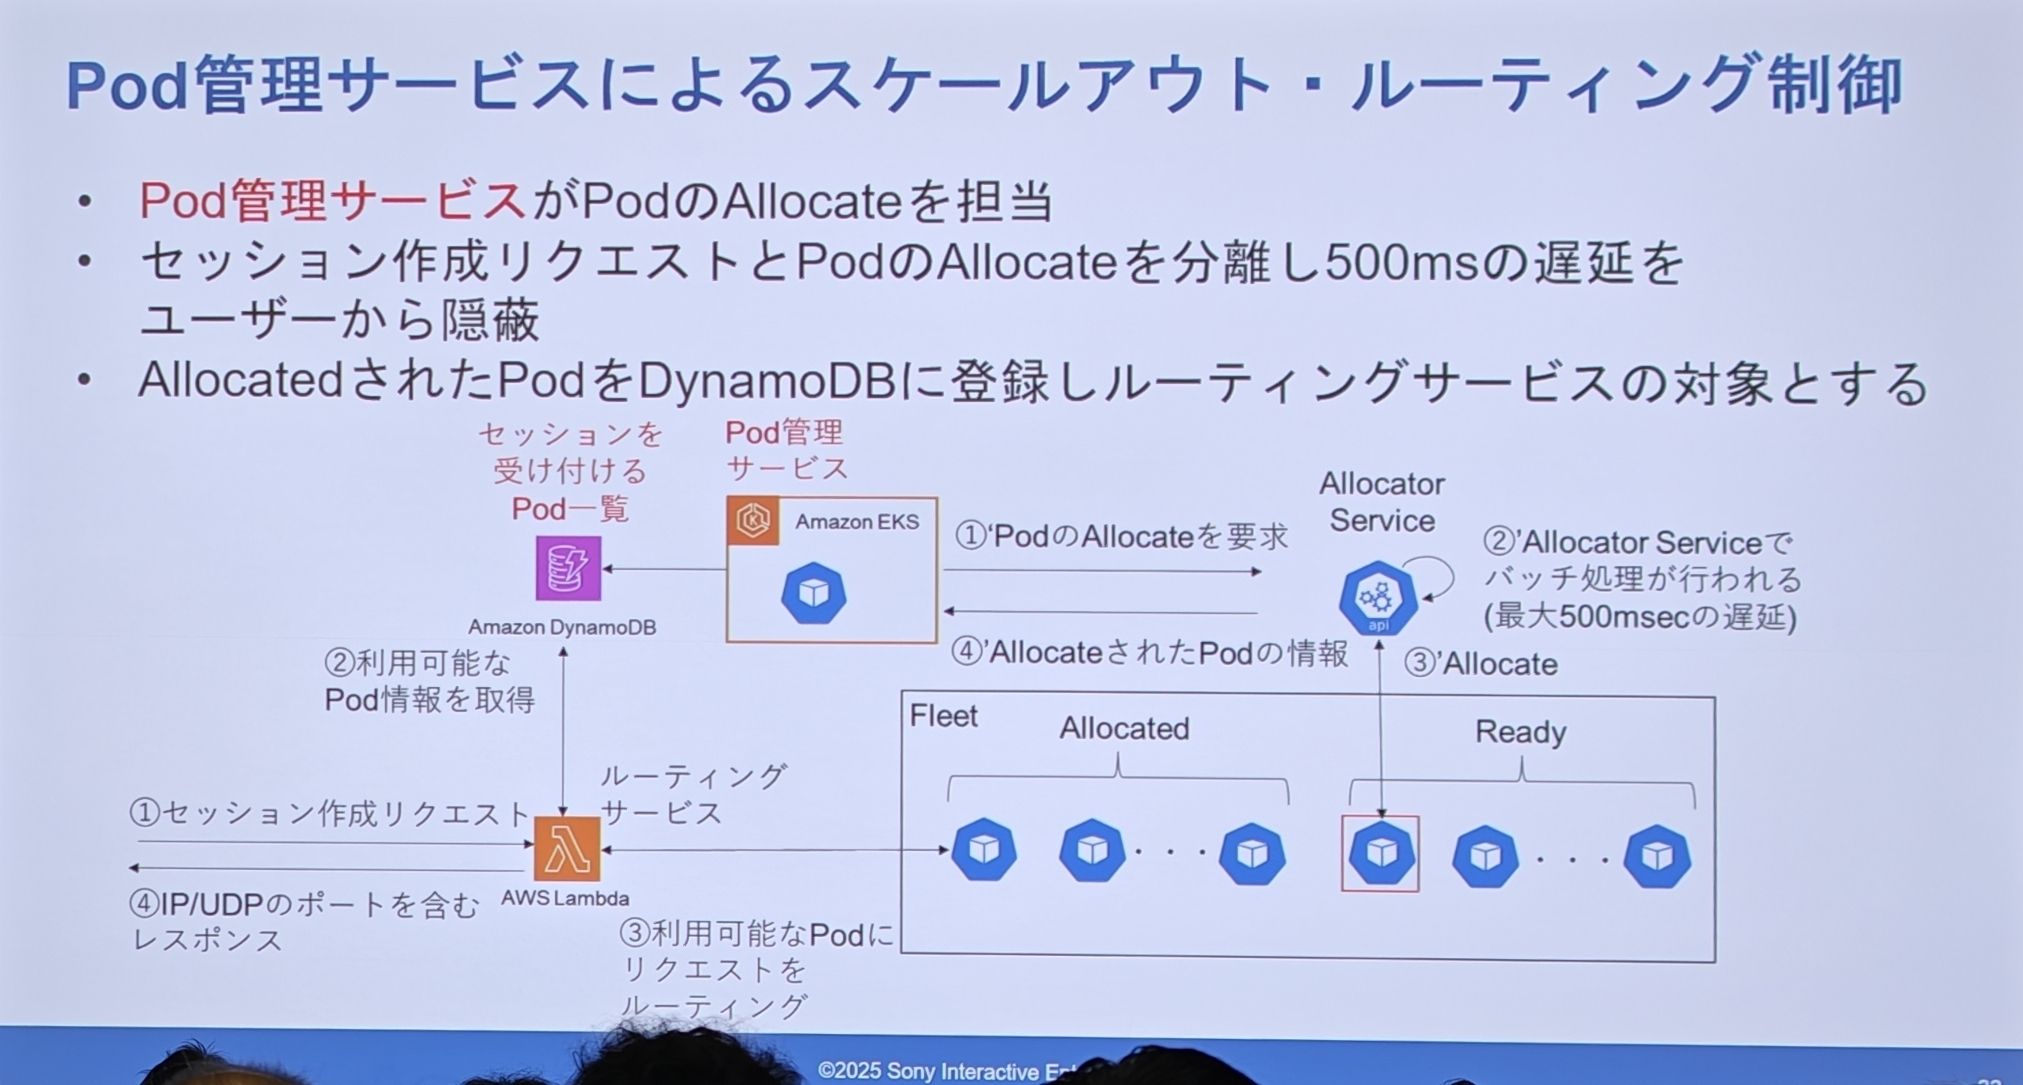 Pod管理サービスによるスケールアウト・ルーティング制御
• Pod管理サービスがPodのAllocateを担当
• セッション作成リクエストとPodのAllocateを分離し500msの遅延を
ユーザーから隠蔽
• AllocatedされたPodをDynamoDBに登録しルーティングサービスの対象とする
セッションを
受け付ける
Pod一覧
Amazon DynamoDB
Pod管理
サービス
Amazon EKS
①‘PodのAllocateを要求
④’AllocateされたPodの情報
Allocator
Service
api
②’Allocator Serviceで
バッチ処理が行われる
(最大500msecの遅延)
③’Allocate
②利用可能な
Pod情報を取得
ルーティング
サービス
①セッション作成リクエスト
④IP/UDPのポートを含む
レスポンス
AWS Lambda
③利用可能なPodに
リクエストを
ルーティング
Fleet
Allocated
Ready
©2025 Sony Interactive